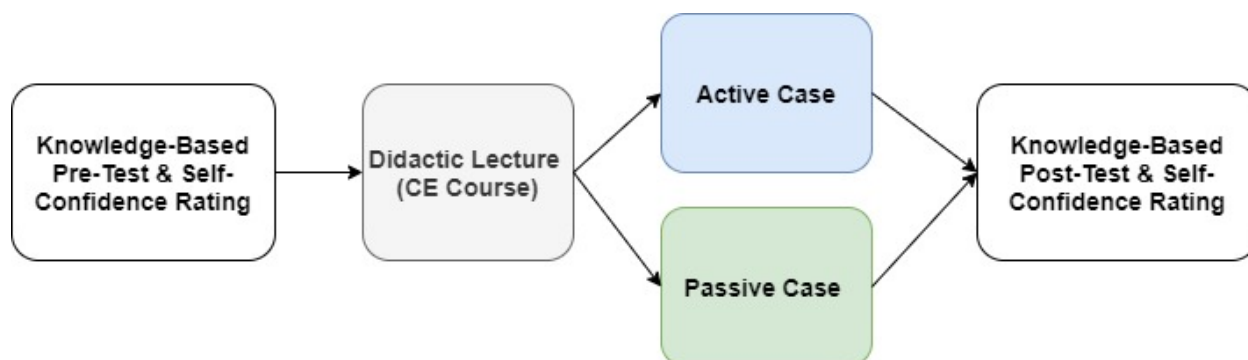 Knowledge-Based
Pre-Test & Self-
Confidence Rating
Didactic Lecture
(CE Course)
Active Case
Passive Case
Knowledge-Based
Post-Test & Self-
Confidence Rating